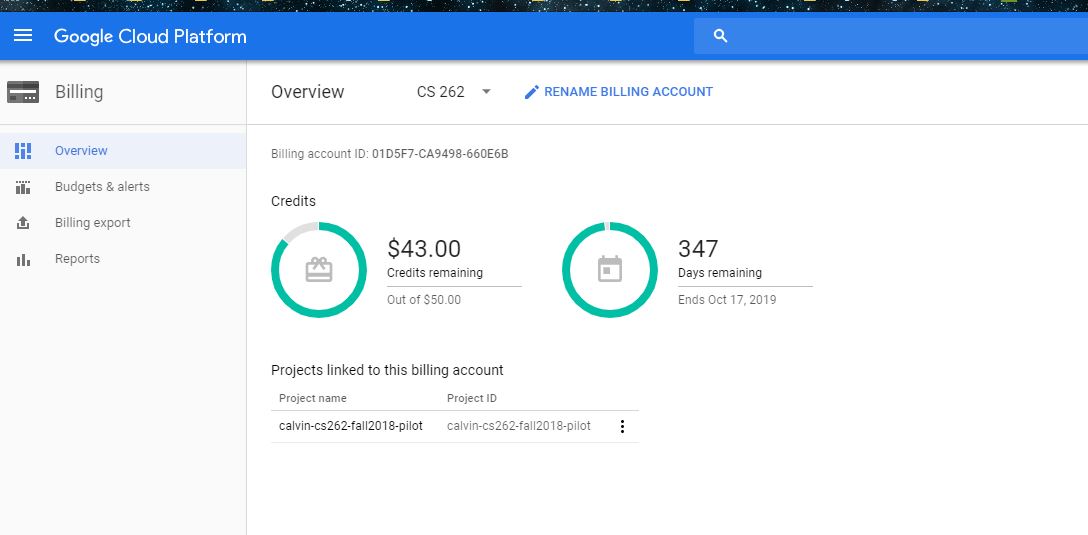 Google Cloud Platform
Billing
Overview CS 262 RENAME BILLING ACCOUNT
Overview
Budgets & alerts
Billing export
Reports
Billing account ID: 01D5F7-CA9498-660E6B
Credits
$43.00
Credits remaining
Out of $50.00
347
Days remaining
Ends Oct 17, 2019
Projects linked to this billing account
Project name Project ID
calvin-cs262-fall2018-pilot calvin-cs262-fall2018-pilot